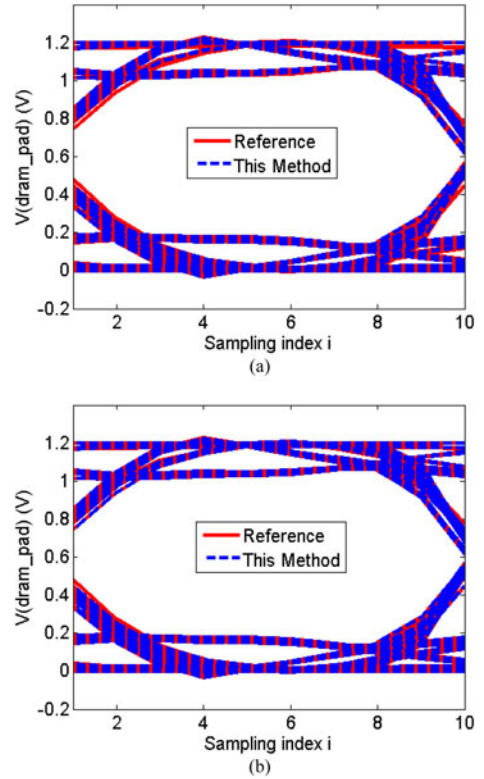 1.2
1
0.8
0.6
0.4
0.2
0
-0.2
V(dram_pad) (V)
Reference
This Method
2 4 6 8 10
Sampling index i
(a)
1.2
1
0.8
0.6
0.4
0.2
0
-0.2
V(dram_pad) (V)
Reference
This Method
2 4 6 8 10
Sampling index i
(b)